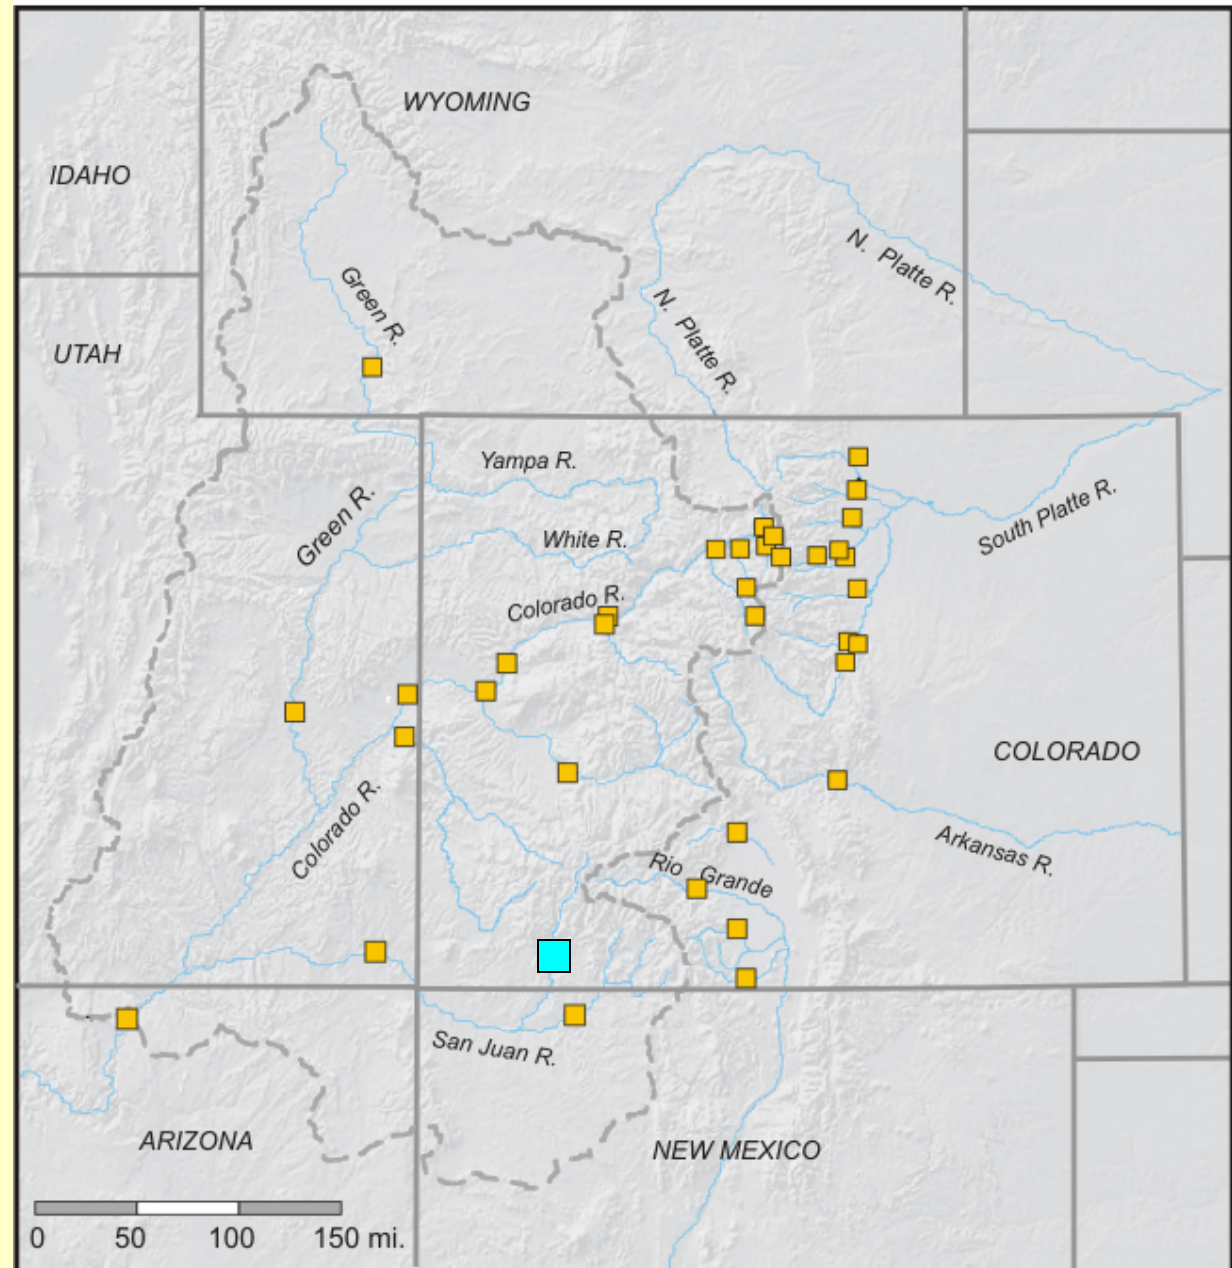 WYOMING
IDAHO
N. Platte R.
Green R.
N. Platte R.
UTAH
Yampa R.
Green R.
South Platte R.
White R.
Colorado R.
COLORADO
Colorado R.
Arkansas R.
Rio Grande
San Juan R.
ARIZONA
NEW MEXICO
0 50 100 150 mi.